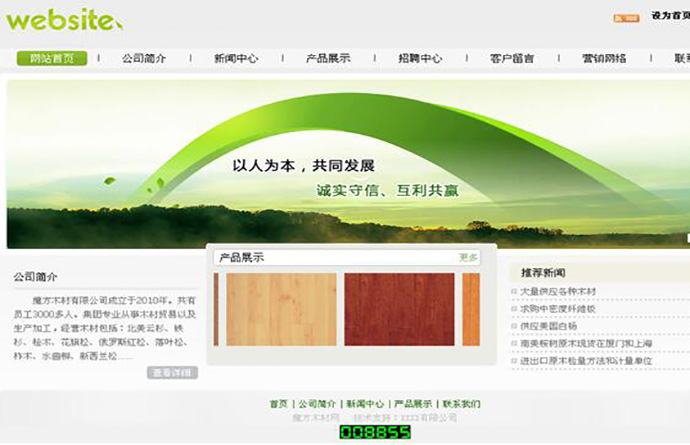 website
设为首页
网站首页 | 公司简介 | 新闻中心 | 产品展示 | 招聘中心 | 客户留言 | 营销网络 | 联系
以人为本，共同发展
诚实守信、互利共赢
产品展示 更多
公司简介
魔方木材有限公司成立于2010年。共有
员工3000多人。集团专业从事木材贸易以及
生产加工，经营木材包括：北美云杉、铁
杉、桧木、花旗松、俄罗斯红松、落叶松、
柞木、水曲柳、新西兰松......
查看详细
推荐新闻
大量供应各种木材
求购中密度纤维板
供应美国白杨
南美桉树原木现货在厦门和上海
进出口原木检量方法和计量单位
首页 | 公司简介 | 新闻中心 | 产品展示 | 联系我们
魔方木材网 技术支持：xxxx有限公司
008855